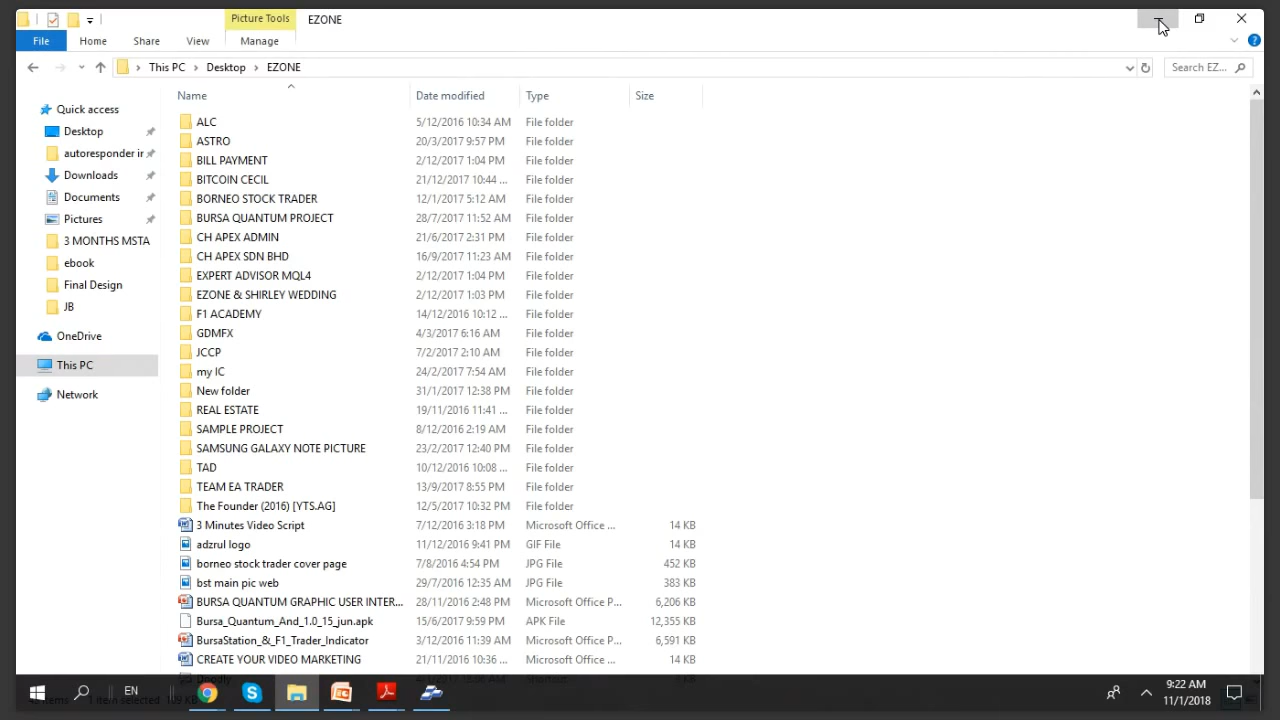 Picture Tools EZONE
File Home Share View Manage
This PC Desktop EZONE Search EZ...
Name Date modified Type Size
Quick access
Desktop
autoresponder ir
Downloads
Documents
Pictures
3 MONTHS MSTA
ebook
Final Design
JB
OneDrive
This PC
Network
ALC 5/12/2016 10:34 AM File folder
ASTRO 20/3/2017 9:57 PM File folder
BILL PAYMENT 2/12/2017 1:04 PM File folder
BITCOIN CECIL 21/12/2017 10:44 ... File folder
BORNEO STOCK TRADER 12/1/2017 5:12 AM File folder
BURSA QUANTUM PROJECT 28/7/2017 11:52 AM File folder
CH APEX ADMIN 21/6/2017 2:31 PM File folder
CH APEX SDN BHD 16/9/2017 11:23 AM File folder
EXPERT ADVISOR MQL4 2/12/2017 1:04 PM File folder
EZONE & SHIRLEY WEDDING 2/12/2017 1:03 PM File folder
F1 ACADEMY 14/12/2016 10:12 ... File folder
GDMFX 4/3/2017 6:16 AM File folder
JCCP 7/2/2017 2:10 AM File folder
my IC 24/2/2017 7:54 AM File folder
New folder 31/1/2017 12:38 PM File folder
REAL ESTATE 19/11/2016 11:41 ... File folder
SAMPLE PROJECT 8/12/2016 2:19 AM File folder
SAMSUNG GALAXY NOTE PICTURE 23/2/2017 12:40 PM File folder
TAD 10/12/2016 10:08 ... File folder
TEAM EA TRADER 13/9/2017 8:55 PM File folder
The Founder (2016) [YTS.AG] 12/5/2017 10:32 PM File folder
3 Minutes Video Script 7/12/2016 3:18 PM Microsoft Office ... 14 KB
adzrul logo 11/12/2016 9:41 PM GIF File 14 KB
borneo stock trader cover page 7/8/2016 4:54 PM JPG File 452 KB
bst main pic web 29/7/2016 12:35 AM JPG File 383 KB
BURSA QUANTUM GRAPHIC USER INTER... 28/11/2016 2:48 PM Microsoft Office P... 6,206 KB
Bursa_Quantum_And_1.0_15_jun.apk 15/6/2017 9:59 PM APK File 12,355 KB
BursaStation_&_F1_Trader_Indicator 3/12/2016 11:39 AM Microsoft Office P... 6,591 KB
CREATE YOUR VIDEO MARKETING 21/11/2016 10:36 ... Microsoft Office ... 14 KB
EN 9:22 AM
11/1/2018